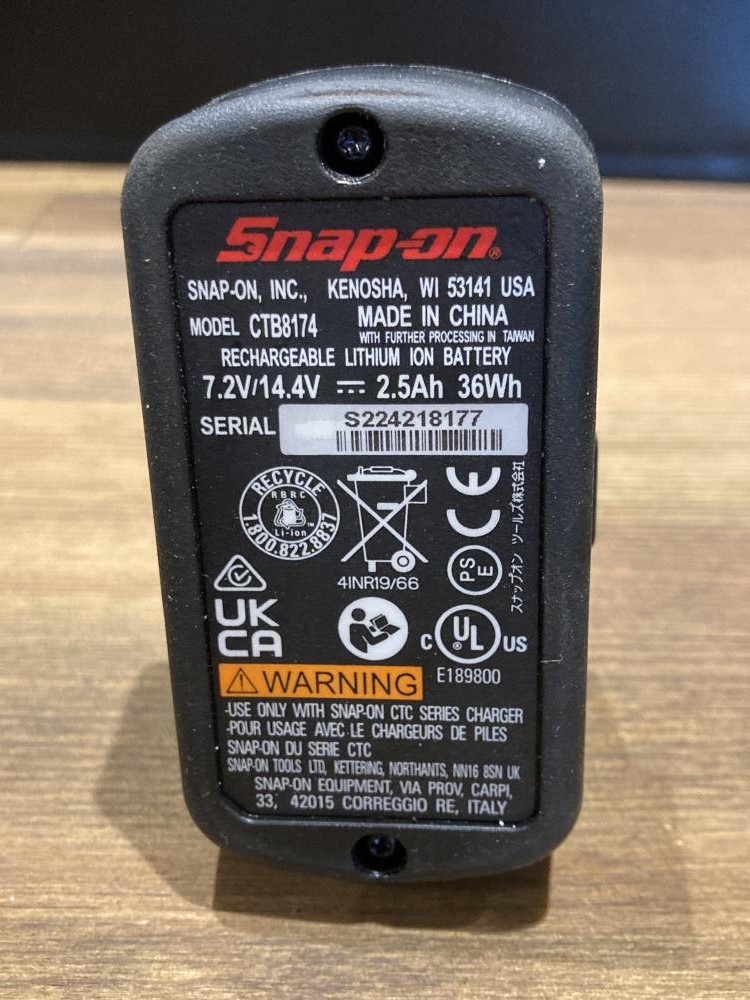 Snap-on®
SNAP-ON, INC., KENOSHA, WI 53141 USA
MODEL CTB8174 MADE IN CHINA
WITH FURTHER PROCESSING IN TAIWAN
RECHARGEABLE LITHIUM ION BATTERY
7.2V/14.4V 2.5Ah 36Wh
SERIAL S224218177
RECYCLE
RBRC
Li-ion
1.800.822.8837
4INR19/66
CE
PSE
スナップオン ツールズ株式会社
UK
CA
C UL® US
E189800
WARNING
-USE ONLY WITH SNAP-ON CTC SERIES CHARGER
-POUR USAGE AVEC LE CHARGEURS DE PILES
SNAP-ON DU SERIE CTC
SNAP-ON TOOLS LTD, KETTERING, NORTHANTS, NN16 8SN UK
SNAP-ON EQUIPMENT, VIA PROV, CARPI,
33, 42015 CORREGGIO RE, ITALY